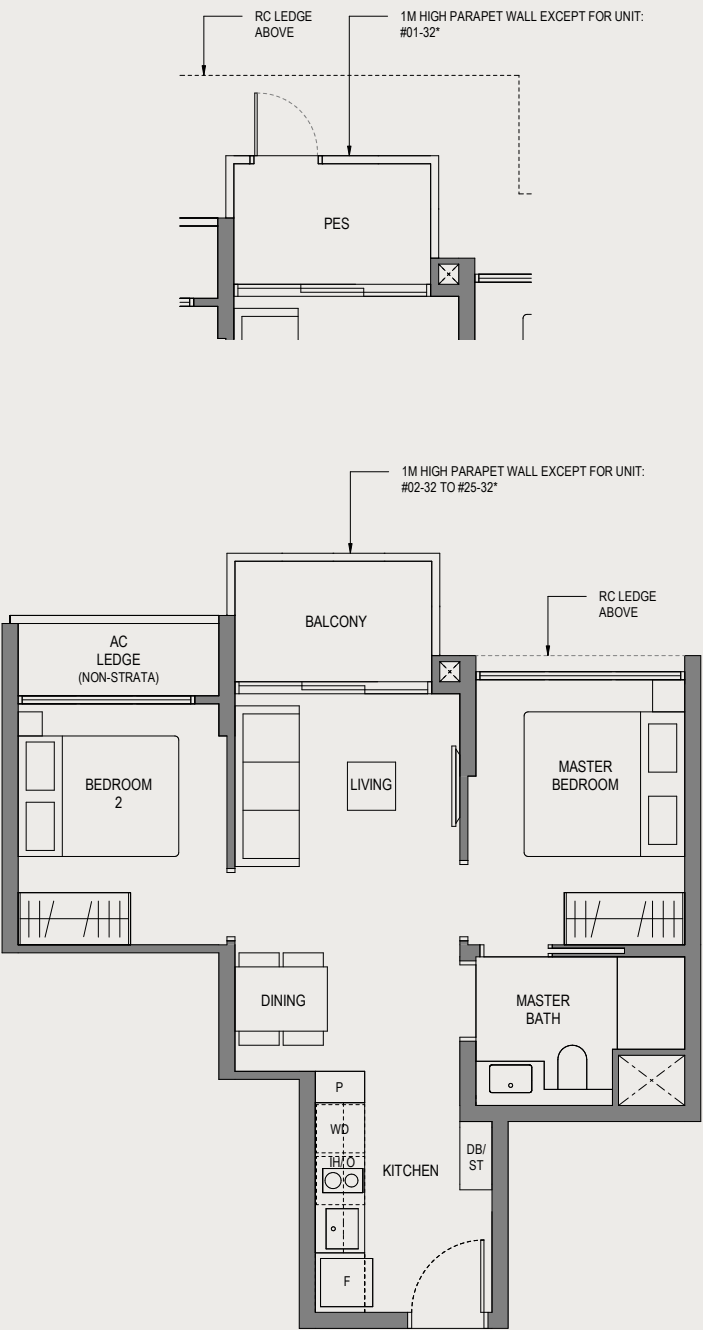 RC LEDGE
ABOVE
1M HIGH PARAPET WALL EXCEPT FOR UNIT:
#01-32*
PES
1M HIGH PARAPET WALL EXCEPT FOR UNIT:
#02-32 TO #25-32*
RC LEDGE
ABOVE
BALCONY
AC
LEDGE
(NON-STRATA)
BEDROOM
2
LIVING
MASTER
BEDROOM
DINING
MASTER
BATH
P
WD
IH/O
KITCHEN
DB/
ST
F